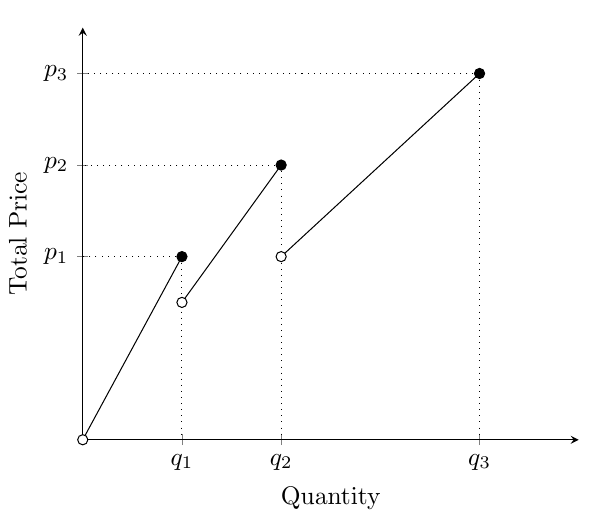 p₃
p₂
p₁
Total Price
q₁
q₂
q₃
Quantity